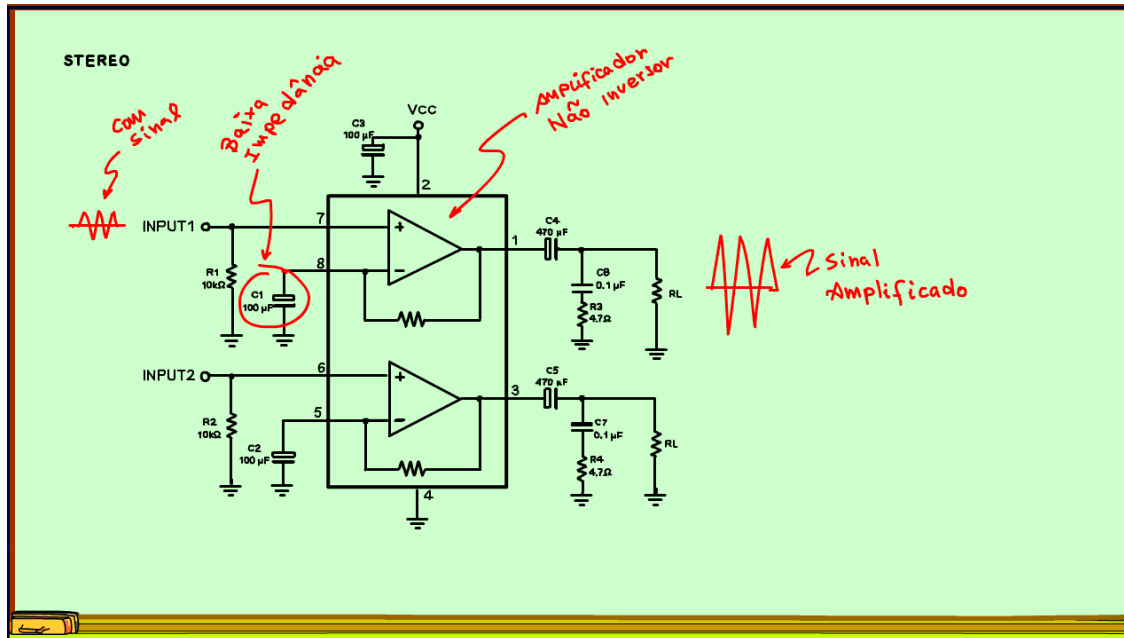 STEREO
Com
sinal
Baixa
Impedância
Amplificador
Não Inversor
VCC
C3
100 µF
2
INPUT1
7
+
1
C4
470 µF
8
−
R1
10kΩ
C1
100 µF
C6
0.1 µF
R3
4.7Ω
RL
Sinal
Amplificado
INPUT2
6
+
3
C5
470 µF
5
−
R2
10kΩ
C2
100 µF
C7
0.1 µF
R4
4.7Ω
RL
4